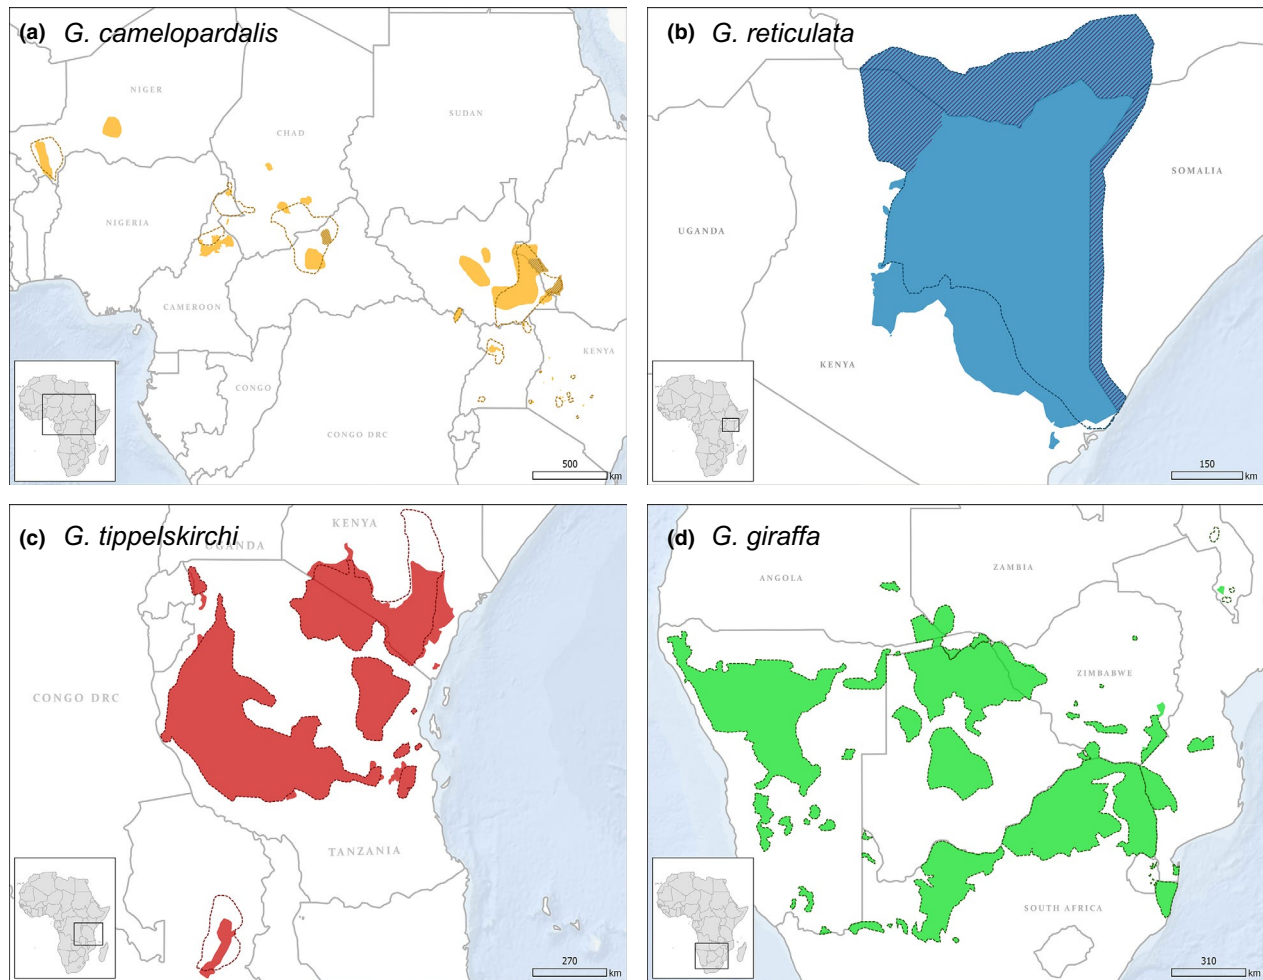 (a) G. camelopardalis
NIGER
CHAD
SUDAN
NIGERIA
CAMEROON
CONGO
KENYA
CONGO DRC
500
km
(b) G. reticulata
SOMALIA
UGANDA
KENYA
150
km
(c) G. tippelskirchi
KENYA
UGANDA
CONGO DRC
TANZANIA
270
km
(d) G. giraffa
ANGOLA
ZAMBIA
ZIMBABWE
SOUTH AFRICA
310
km